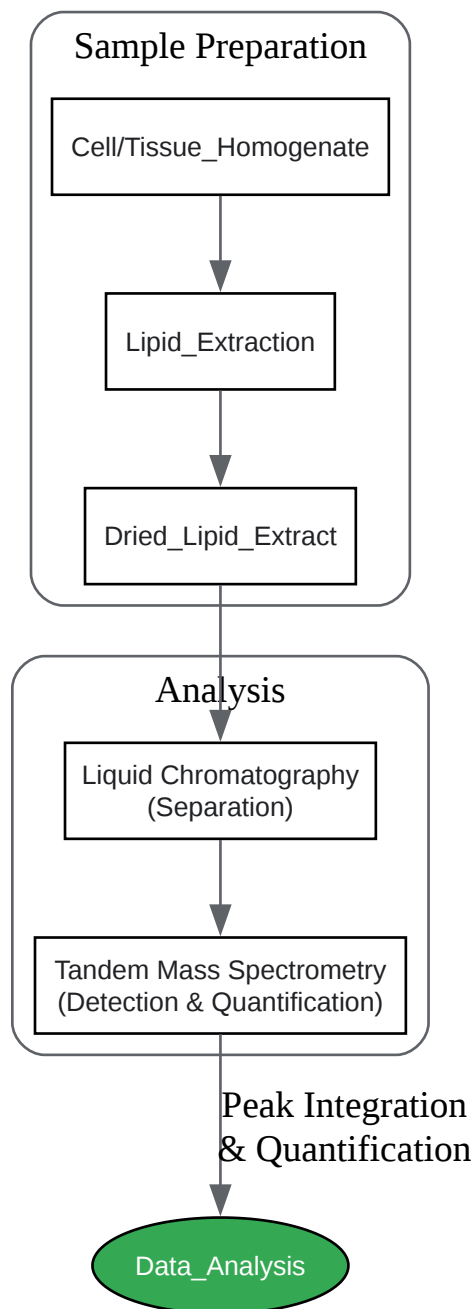 Sample Preparation
Cell/Tissue_Homogenate
Lipid_Extraction
Dried_Lipid_Extract
Analysis
Liquid Chromatography
(Separation)
Tandem Mass Spectrometry
(Detection & Quantification)
Peak Integration
& Quantification
Data_Analysis